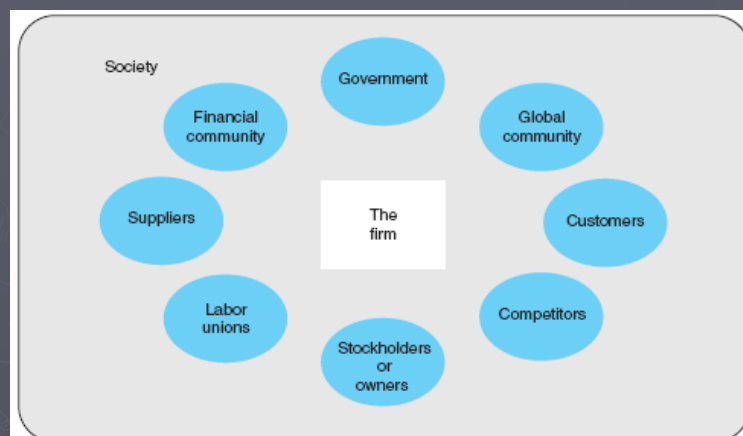 Society
Government
Financial
community
Global
community
Suppliers
The
firm
Customers
Labor
unions
Competitors
Stockholders
or
owners